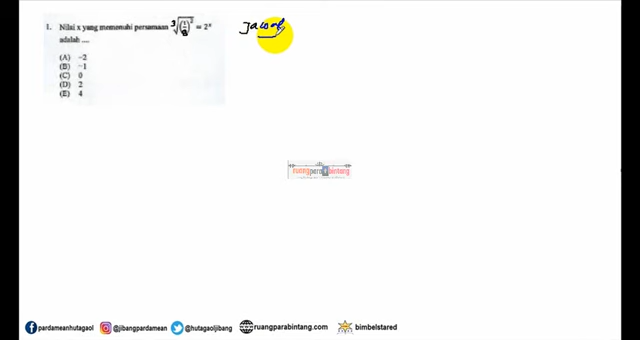 1. Nilai x yang memenuhi persamaan ∛(1/8)² = 2ˣ
adalah ....
(A) −2
(B) −1
(C) 0
(D) 2
(E) 4
Jawab
ruangparabintang
pardameanhutagaol @jibangpardamean @hutagaoljibang ruangparabintang.com bimbelstared